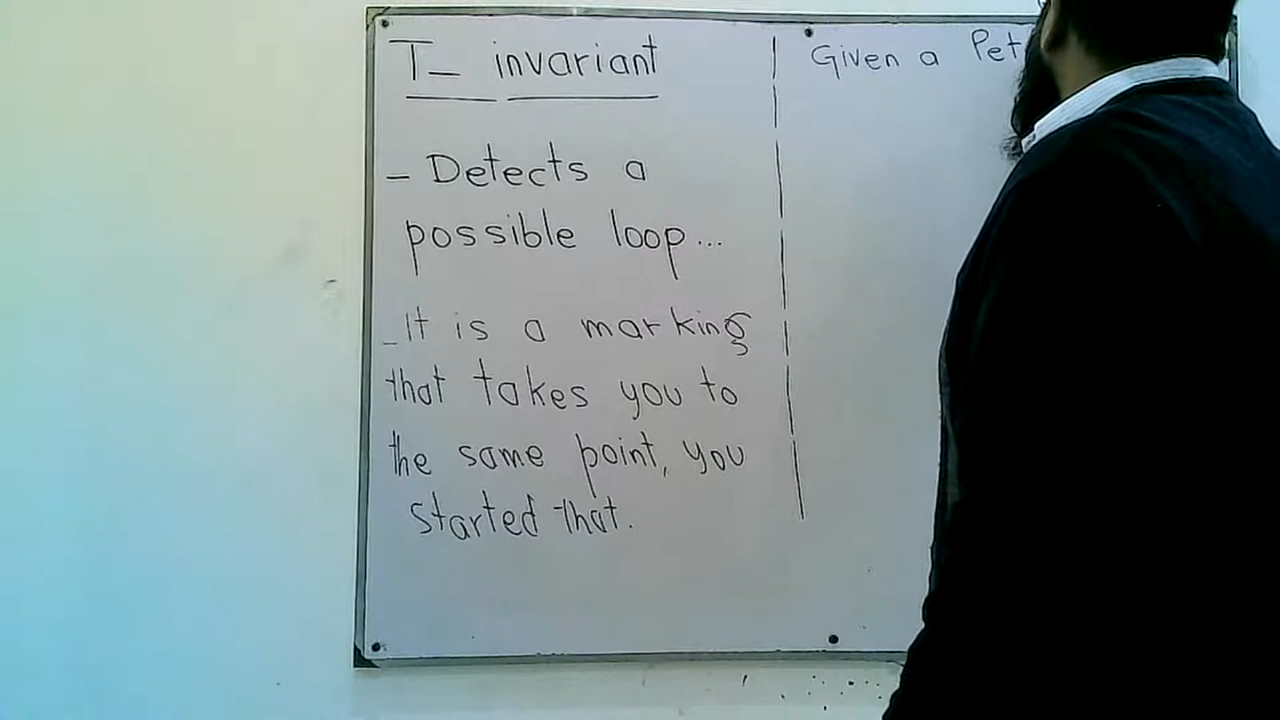 T_ invariant
- Detects a
possible loop...
_It is a marking
that takes you to
the same point, you
started that.
Given a Pet